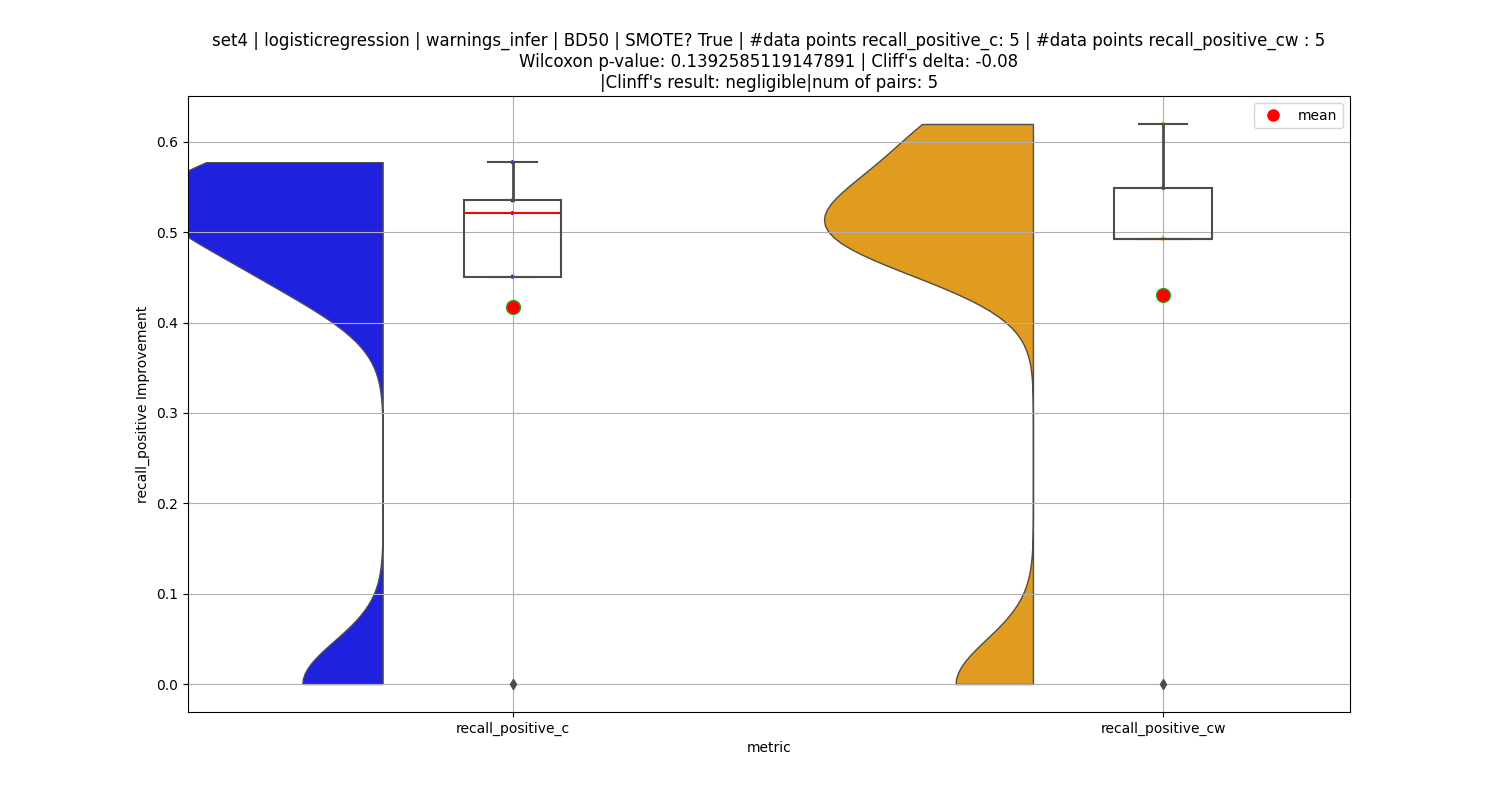 set4 | logisticregression | warnings_infer | BD50 | SMOTE? True | #data points recall_positive_c: 5 | #data points recall_positive_cw : 5
Wilcoxon p-value: 0.1392585119147891 | Cliff's delta: -0.08
|Clinff's result: negligible|num of pairs: 5
mean
0.6
0.5
0.4
0.3
0.2
0.1
0.0
recall_positive Improvement
recall_positive_c
recall_positive_cw
metric